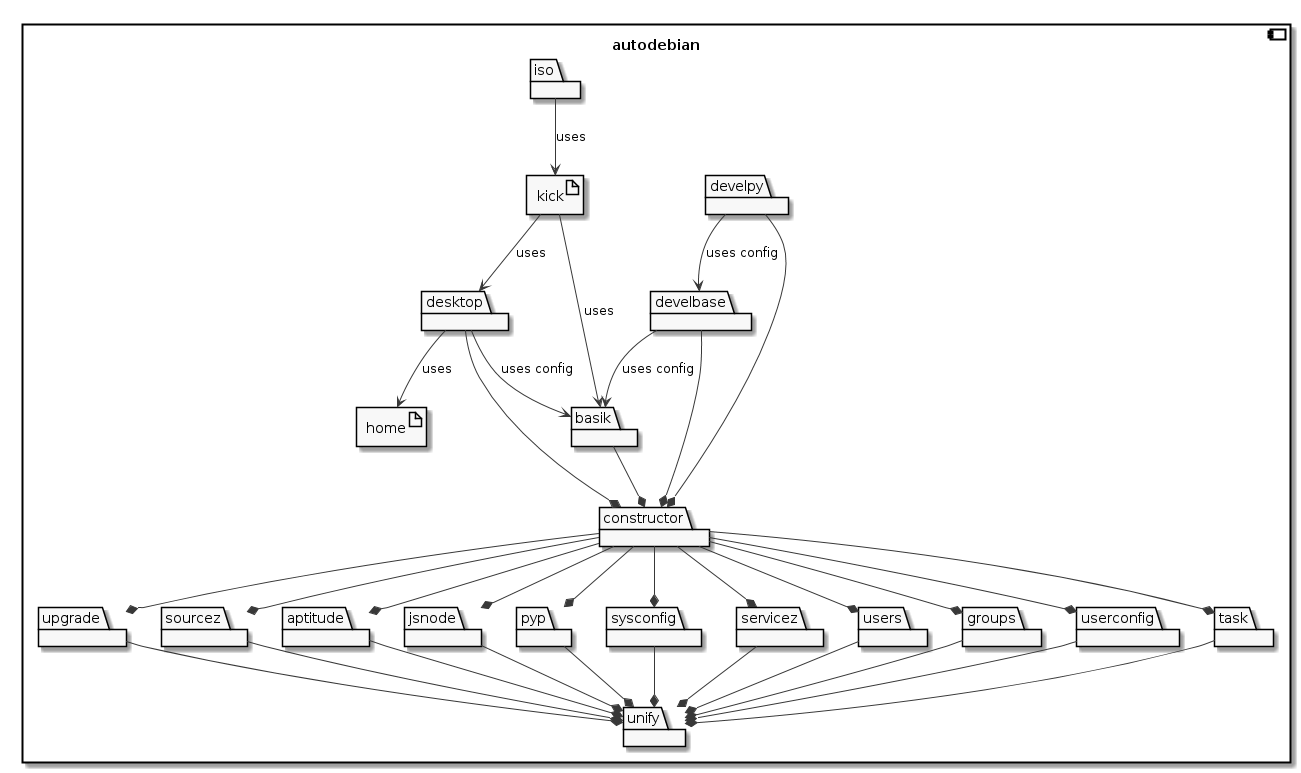 autodebian
iso
uses
kick
develpy
uses
uses config
desktop
develbase
uses
uses
uses config
uses config
home
basik
constructor
upgrade
sourcez
aptitude
jsnode
pyp
sysconfig
servicez
users
groups
userconfig
task
unify